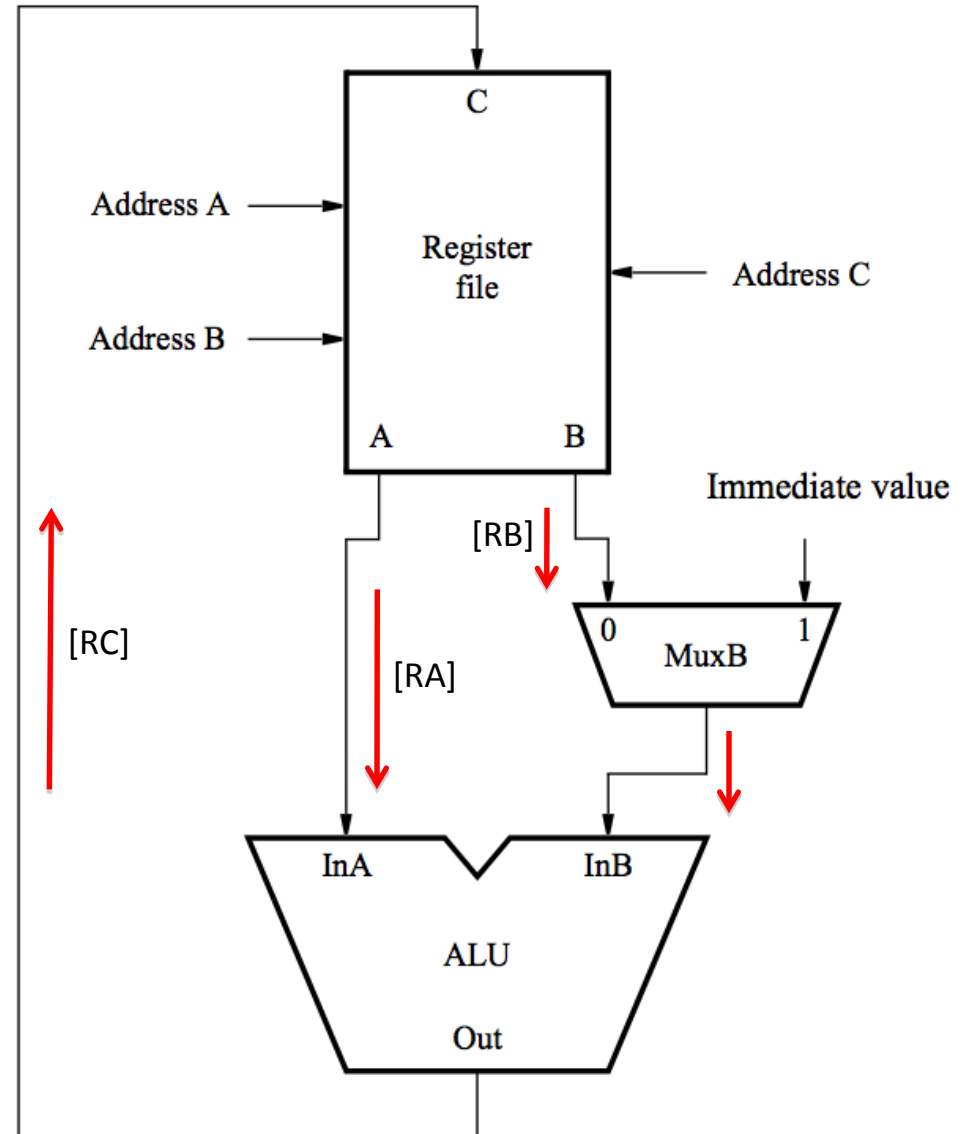 C
Address A
Register
file
Address C
Address B
A
B
Immediate value
[RB]
0
1
MuxB
[RC]
[RA]
InA
InB
ALU
Out